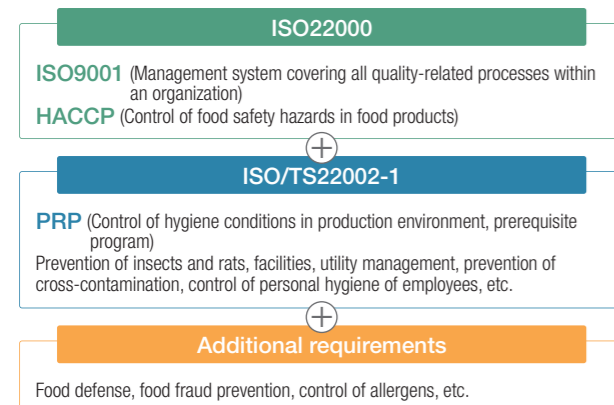 ISO22000
ISO9001 (Management system covering all quality-related processes within
an organization)
HACCP (Control of food safety hazards in food products)
+
ISO/TS22002-1
PRP (Control of hygiene conditions in production environment, prerequisite
program)
Prevention of insects and rats, facilities, utility management, prevention of
cross-contamination, control of personal hygiene of employees, etc.
+
Additional requirements
Food defense, food fraud prevention, control of allergens, etc.